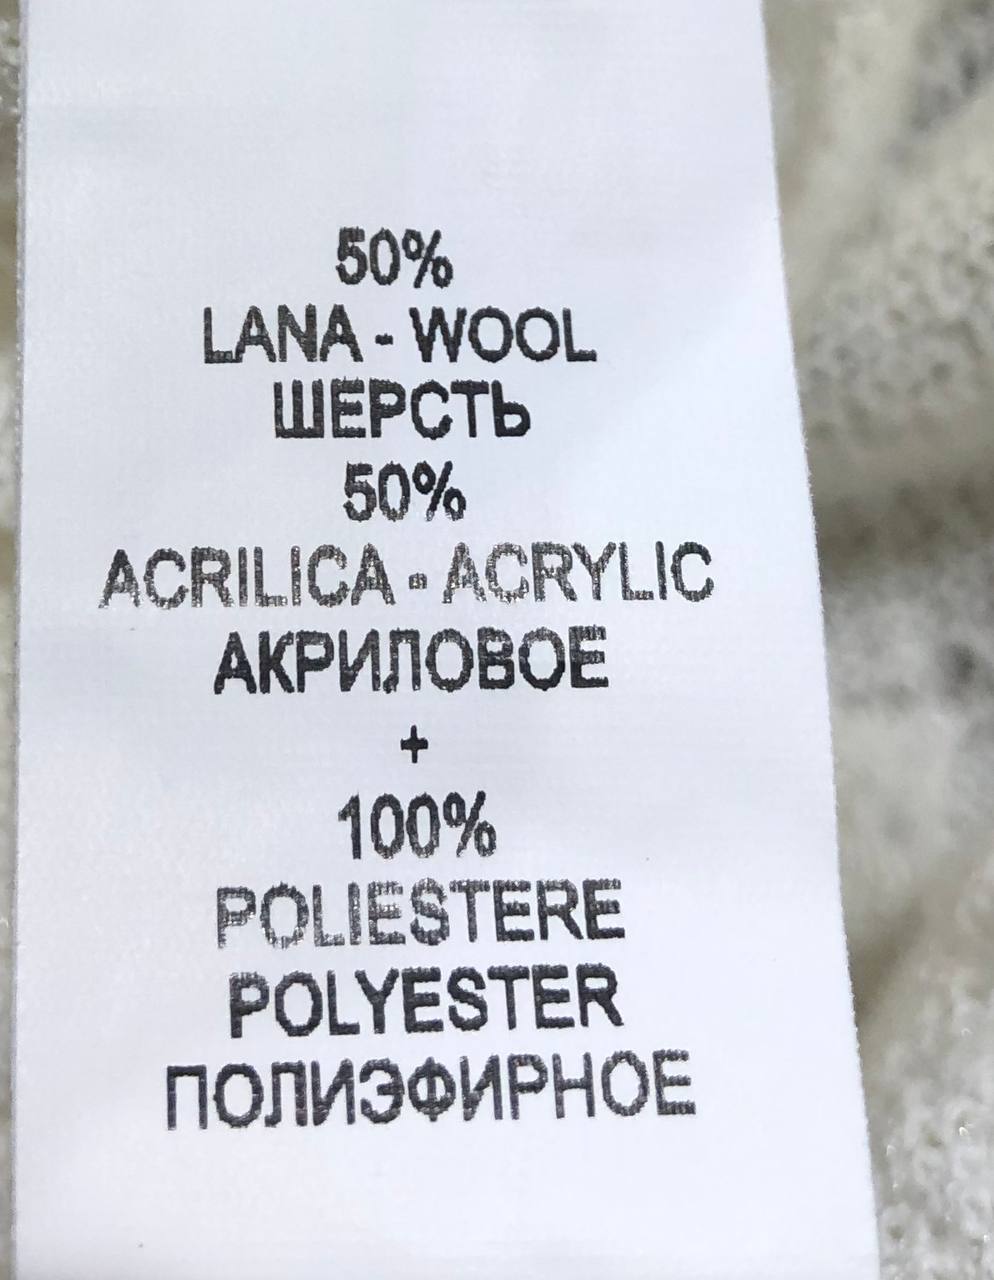 50%
LANA - WOOL
ШЕРСТЬ
50%
ACRILICA - ACRYLIC
АКРИЛОВОЕ
+
100%
POLIESTERE
POLYESTER
ПОЛИЭФИРНОЕ